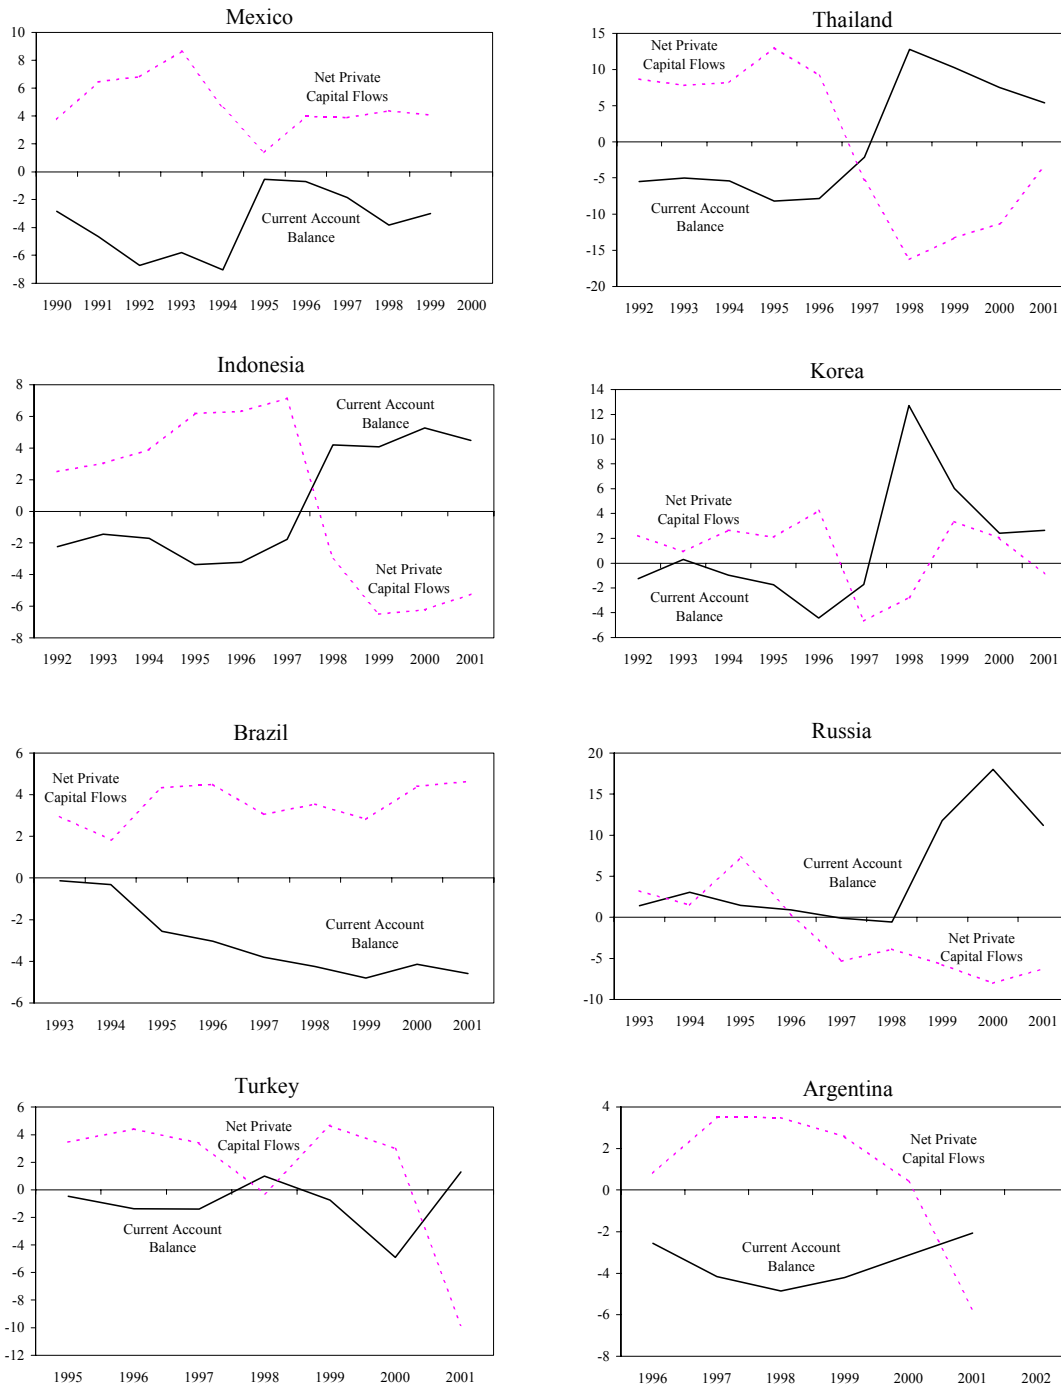 Mexico
10
8
6
4
2
0
-2
-4
-6
-8
Net Private
Capital Flows
Current Account
Balance
1990 1991 1992 1993 1994 1995 1996 1997 1998 1999 2000
Thailand
15
10
5
0
-5
-10
-15
-20
Net Private
Capital Flows
Current Account
Balance
1992 1993 1994 1995 1996 1997 1998 1999 2000 2001
Indonesia
8
6
4
2
0
-2
-4
-6
-8
Current Account
Balance
Net Private
Capital Flows
1992 1993 1994 1995 1996 1997 1998 1999 2000 2001
Korea
14
12
10
8
6
4
2
0
-2
-4
-6
Net Private
Capital Flows
Current Account
Balance
1992 1993 1994 1995 1996 1997 1998 1999 2000 2001
Brazil
6
4
2
0
-2
-4
-6
Net Private
Capital Flows
Current Account
Balance
1993 1994 1995 1996 1997 1998 1999 2000 2001
Russia
20
15
10
5
0
-5
-10
Current Account
Balance
Net Private
Capital Flows
1993 1994 1995 1996 1997 1998 1999 2000 2001
Turkey
6
4
2
0
-2
-4
-6
-8
-10
-12
Net Private
Capital Flows
Current Account
Balance
1995 1996 1997 1998 1999 2000 2001
Argentina
4
2
0
-2
-4
-6
-8
Net Private
Capital Flows
Current Account
Balance
1996 1997 1998 1999 2000 2001 2002